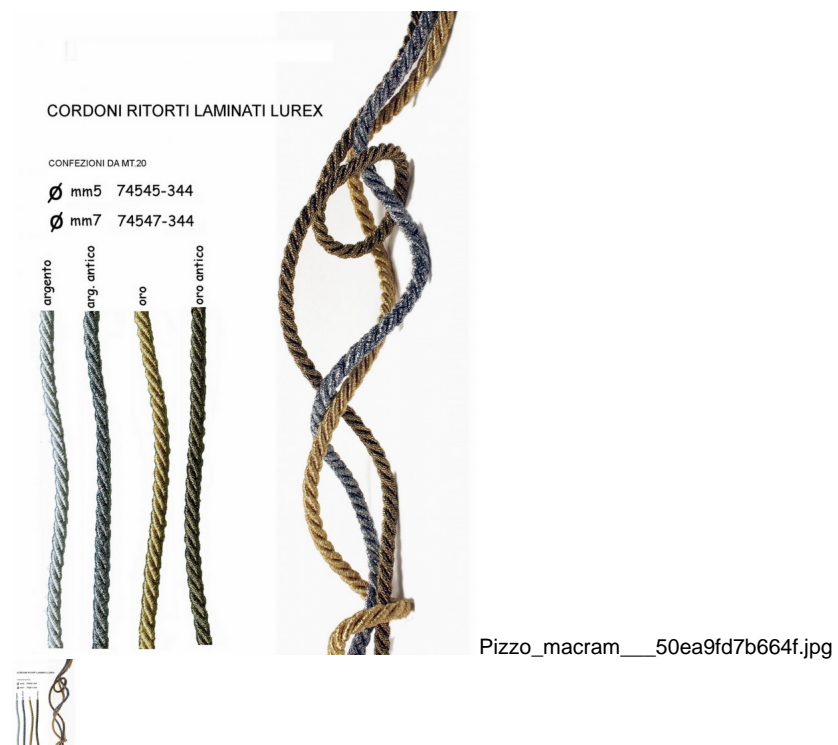 CORDONI RITORTI LAMINATI LUREX
CONFEZIONI DA MT.20
Ø mm5 74545-344
Ø mm7 74547-344
argento
arg. antico
oro
oro antico
Pizzo_macram___50ea9fd7b664f.jpg